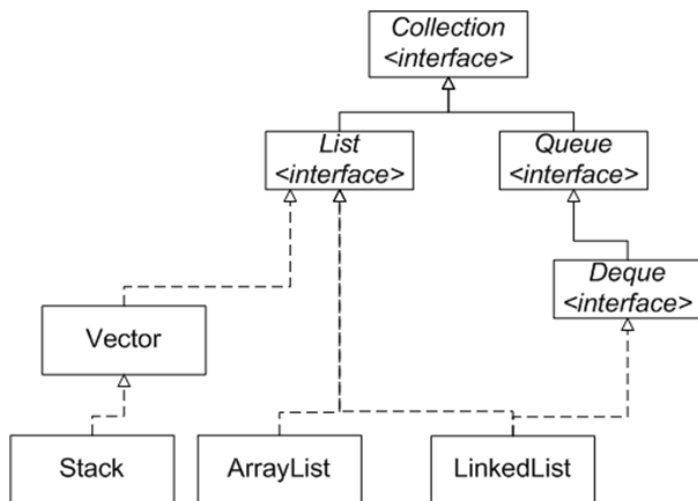 Collection
<interface>
List
<interface>
Queue
<interface>
Deque
<interface>
Vector
Stack
ArrayList
LinkedList